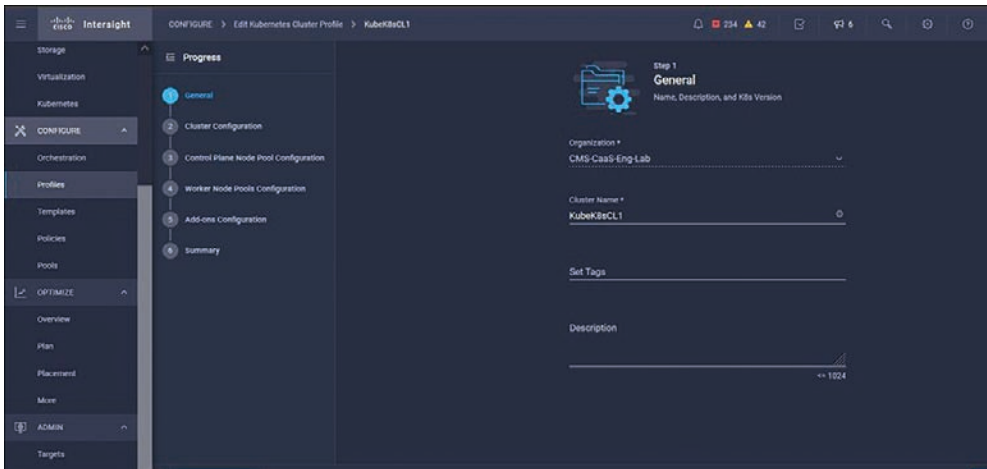 cisco Intersight
CONFIGURE > Edit Kubernetes Cluster Profile > KubeK8sCL1
234 42
6
Storage
Virtualization
Kubernetes
CONFIGURE
Orchestration
Profiles
Templates
Policies
Pools
OPTIMIZE
Overview
Plan
Placement
More
ADMIN
Targets
Progress
1 General
2 Cluster Configuration
3 Control Plane Node Pool Configuration
4 Worker Node Pools Configuration
5 Add-ons Configuration
6 Summary
Step 1
General
Name, Description, and K8s Version
Organization *
CMS-CaaS-Eng-Lab
Cluster Name *
KubeK8sCL1
Set Tags
Description
<= 1024